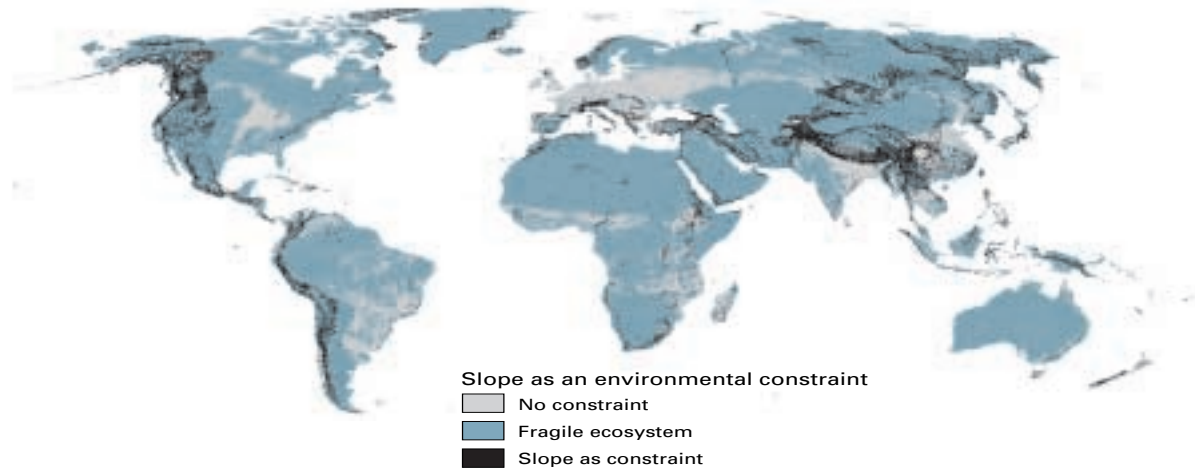 Slope as an environmental constraint
No constraint
Fragile ecosystem
Slope as constraint